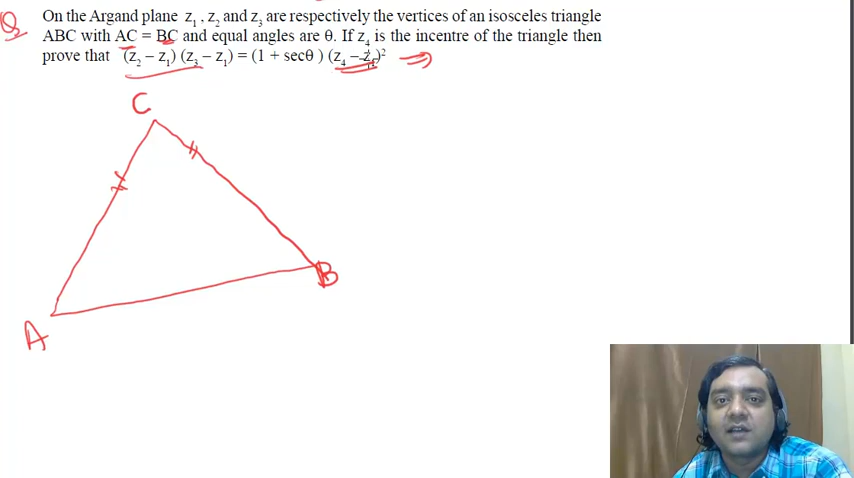 Q
On the Argand plane z₁, z₂ and z₃ are respectively the vertices of an isosceles triangle
ABC with AC = BC and equal angles are θ. If z₄ is the incentre of the triangle then
prove that (z₂ – z₁) (z₃ – z₁) = (1 + secθ ) (z₄ – z₁)² ⇒
C
B
A